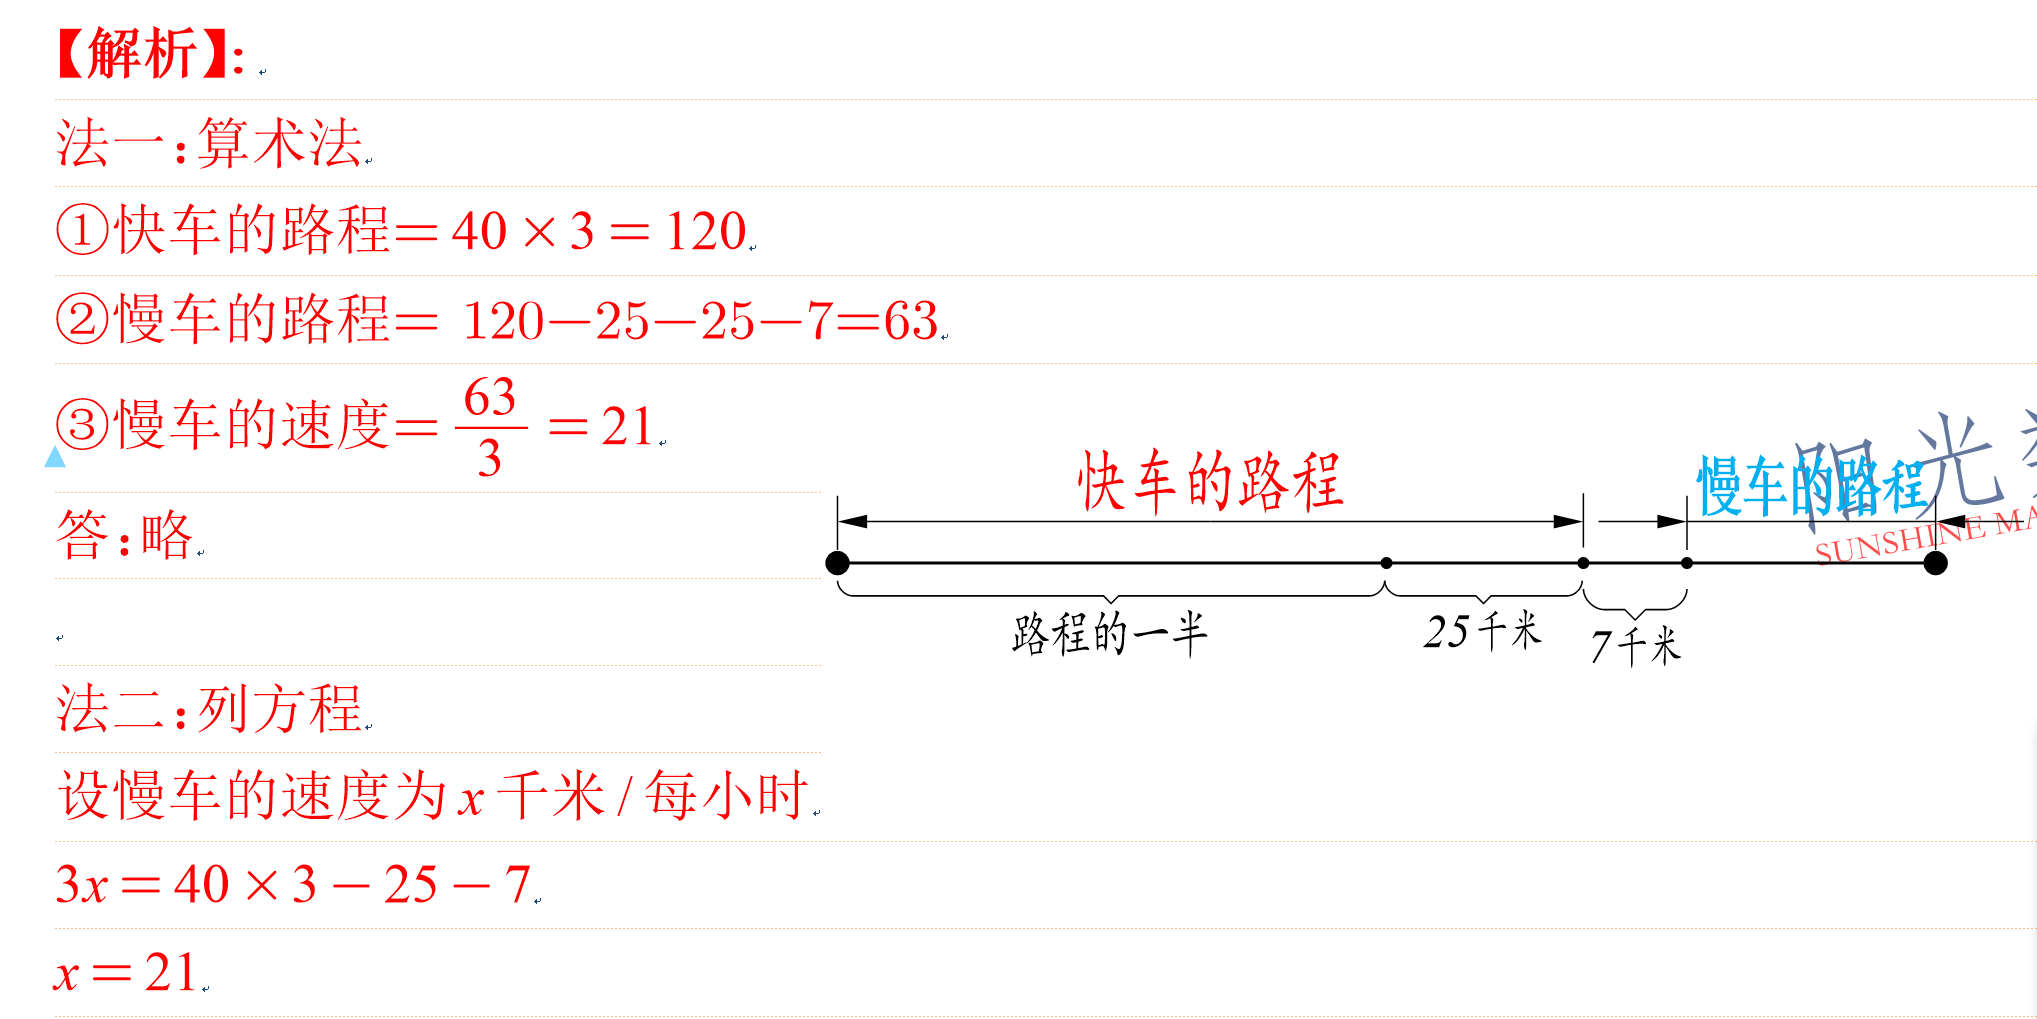 【解析】:
法一:算术法
①快车的路程=40×3=120
②慢车的路程= 120-25-25-7=63
③慢车的速度=63/3=21
快车的路程
慢车的路程
阳光
SUNSHINE MA
答:略
路程的一半
25千米
7千米
法二:列方程
设慢车的速度为x千米/每小时
3x=40×3-25-7
x=21